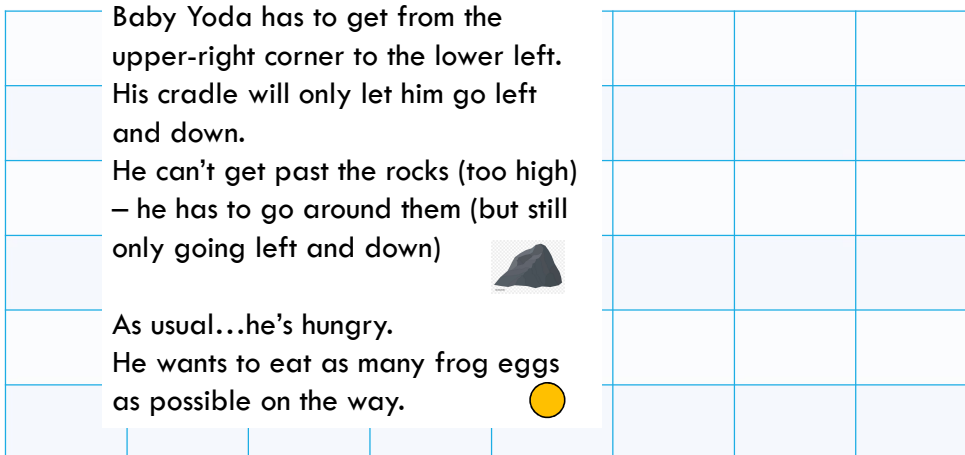 Baby Yoda has to get from the
upper-right corner to the lower left.
His cradle will only let him go left
and down.
He can’t get past the rocks (too high)
– he has to go around them (but still
only going left and down)
As usual…he’s hungry.
He wants to eat as many frog eggs
as possible on the way.